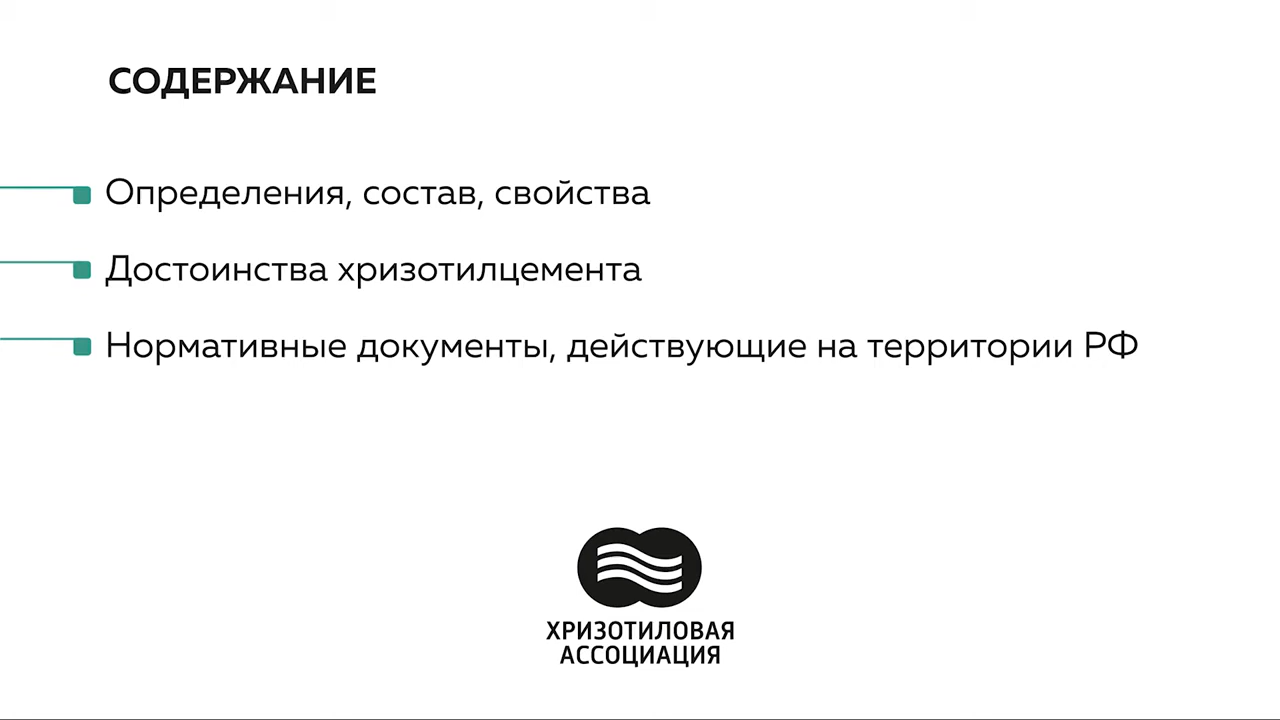 СОДЕРЖАНИЕ
Определения, состав, свойства
Достоинства хризотилцемента
Нормативные документы, действующие на территории РФ
ХРИЗОТИЛОВАЯ
АССОЦИАЦИЯ